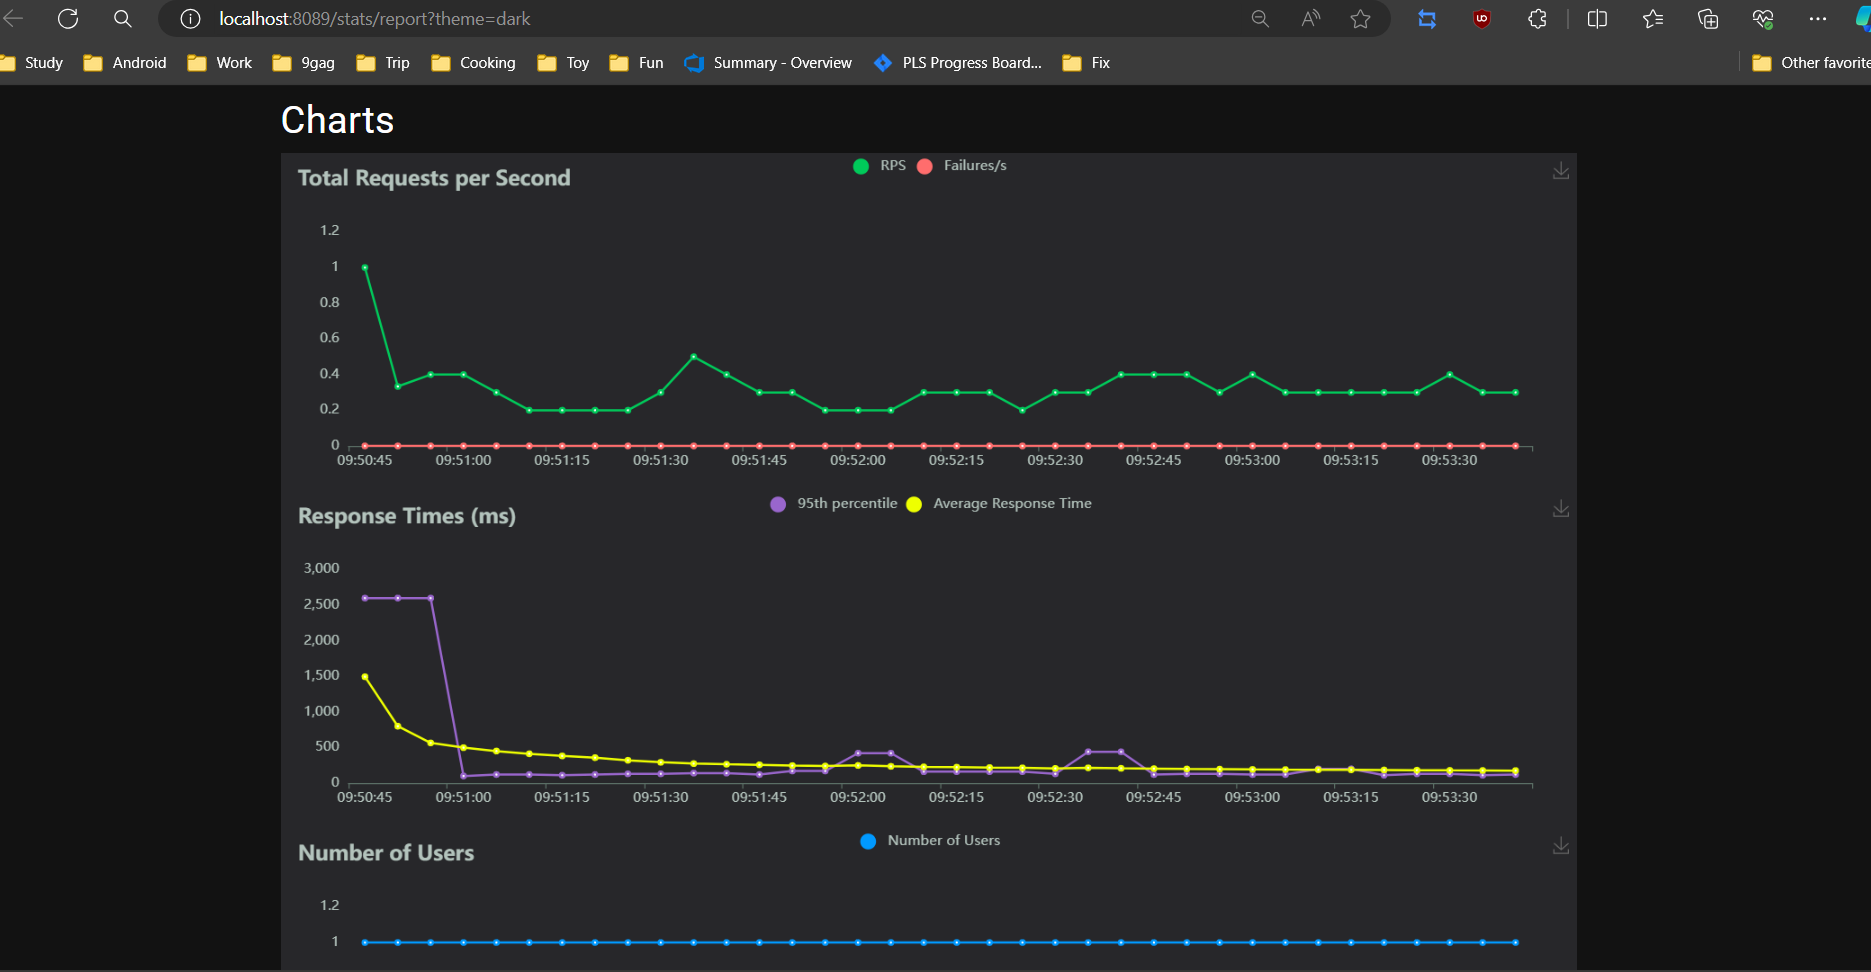 localhost:8089/stats/report?theme=dark
Study Android Work 9gag Trip Cooking Toy Fun Summary - Overview PLS Progress Board... Fix Other favorite
Charts
Total Requests per Second
RPS Failures/s
1.2
1
0.8
0.6
0.4
0.2
0
09:50:45 09:51:00 09:51:15 09:51:30 09:51:45 09:52:00 09:52:15 09:52:30 09:52:45 09:53:00 09:53:15 09:53:30
Response Times (ms)
95th percentile Average Response Time
3,000
2,500
2,000
1,500
1,000
500
0
09:50:45 09:51:00 09:51:15 09:51:30 09:51:45 09:52:00 09:52:15 09:52:30 09:52:45 09:53:00 09:53:15 09:53:30
Number of Users
Number of Users
1.2
1